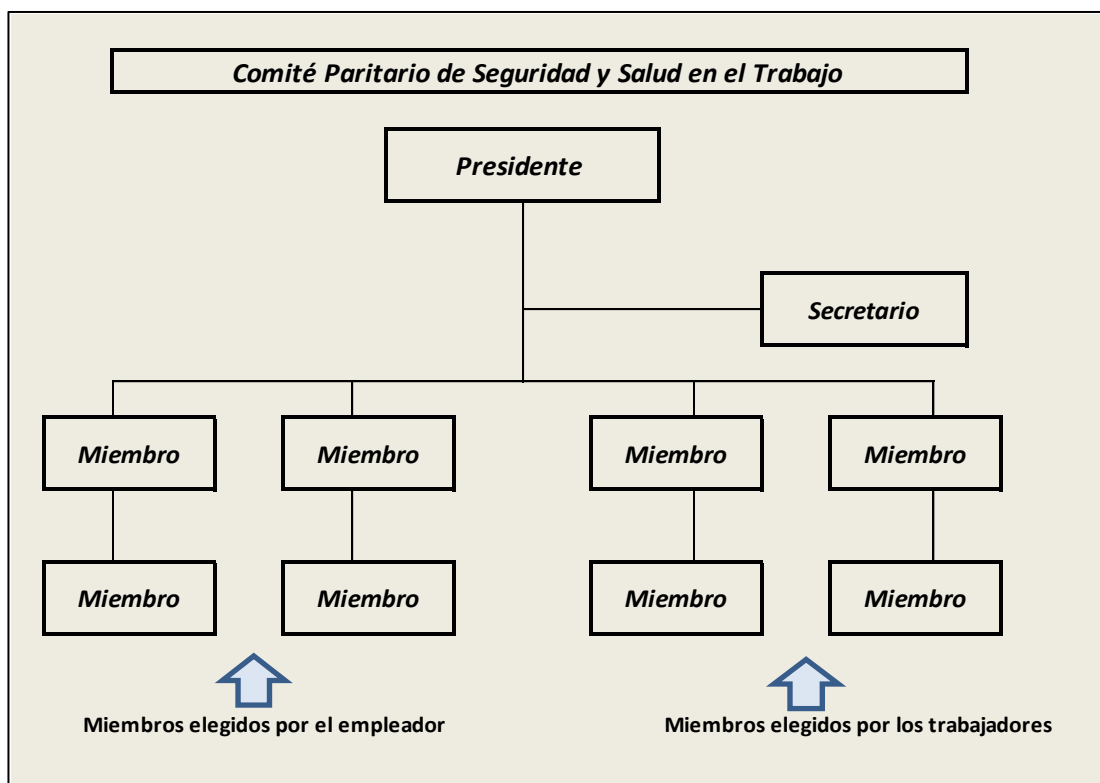 Comité Paritario de Seguridad y Salud en el Trabajo
Presidente
Secretario
Miembro
Miembro
Miembro
Miembro
Miembro
Miembro
Miembro
Miembro
Miembros elegidos por el empleador
Miembros elegidos por los trabajadores